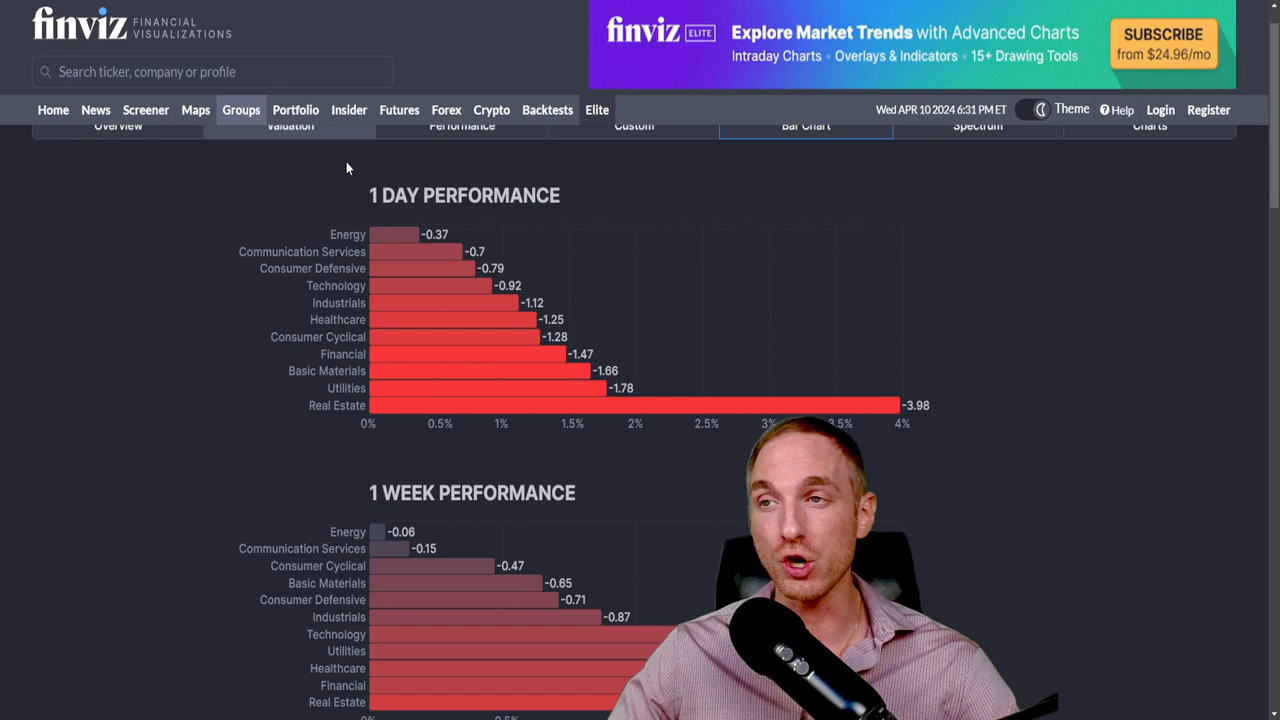 finviz FINANCIAL VISUALIZATIONS
finviz ELITE Explore Market Trends with Advanced Charts
Intraday Charts • Overlays & Indicators • 15+ Drawing Tools
SUBSCRIBE
from $24.96/mo
Search ticker, company or profile
Home News Screener Maps Groups Portfolio Insider Futures Forex Crypto Backtests Elite Wed APR 10 2024 6:31 PM ET Theme Help Login Register
Overview Valuation Performance Custom Bar Chart Spectrum Charts
1 DAY PERFORMANCE
Energy -0.37
Communication Services -0.7
Consumer Defensive -0.79
Technology -0.92
Industrials -1.12
Healthcare -1.25
Consumer Cyclical -1.28
Financial -1.47
Basic Materials -1.66
Utilities -1.78
Real Estate -3.98
0% 0.5% 1% 1.5% 2% 2.5% 3% 3.5% 4%
1 WEEK PERFORMANCE
Energy -0.06
Communication Services -0.15
Consumer Cyclical -0.47
Basic Materials -0.65
Consumer Defensive -0.71
Industrials -0.87
Technology
Utilities
Healthcare
Financial
Real Estate
0% 0.5%